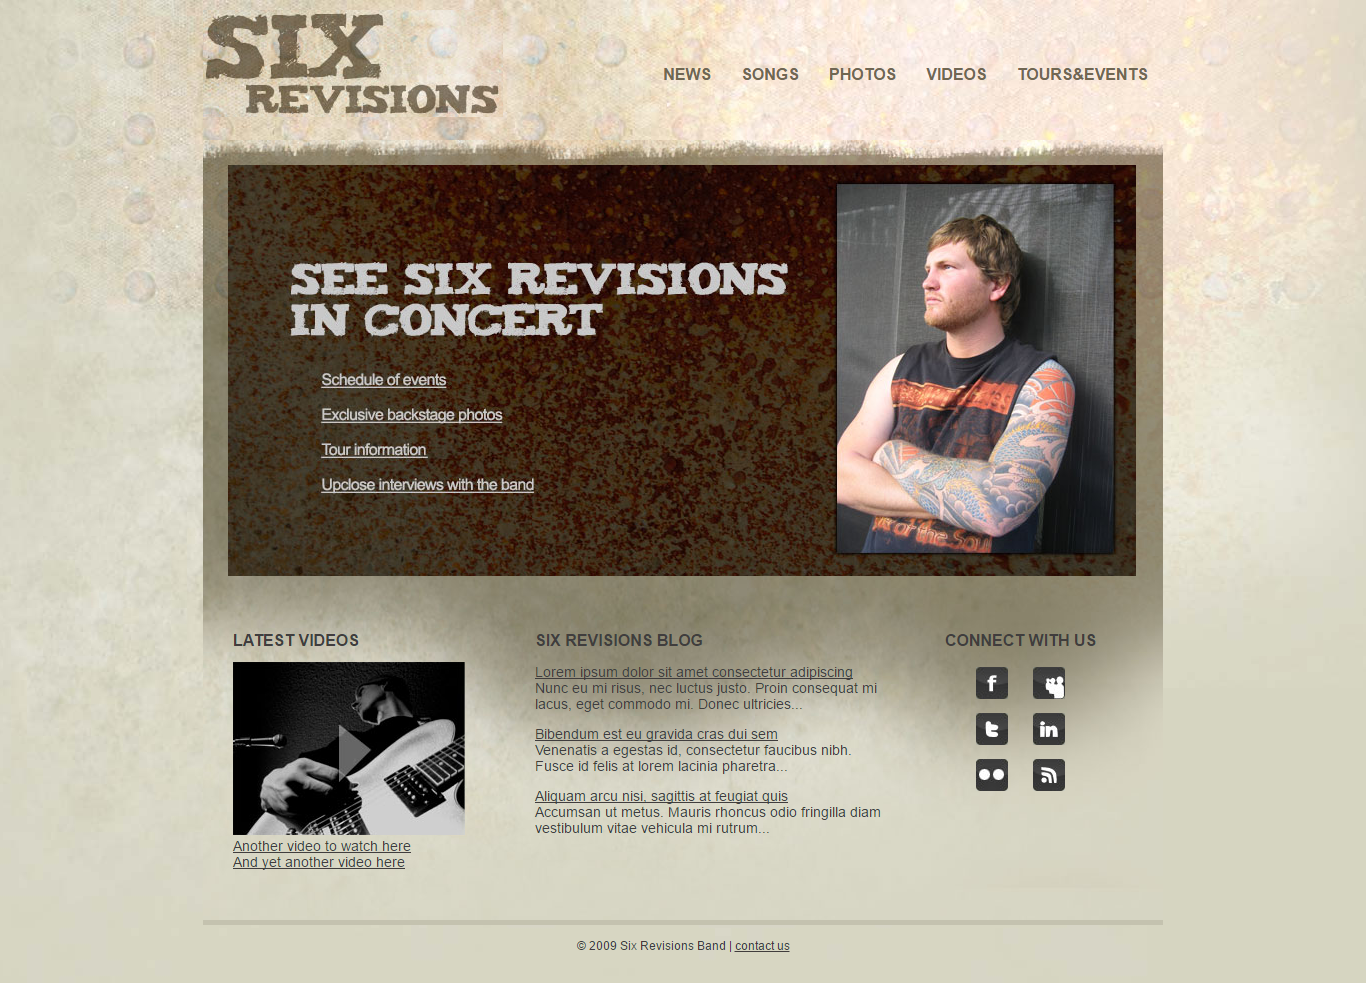 SIX
REVISIONS
NEWS SONGS PHOTOS VIDEOS TOURS&EVENTS
SEE SIX REVISIONS
IN CONCERT
Schedule of events
Exclusive backstage photos
Tour information
Upclose interviews with the band
LATEST VIDEOS
Another video to watch here
And yet another video here
SIX REVISIONS BLOG
Lorem ipsum dolor sit amet consectetur adipiscing
Nunc eu mi risus, nec luctus justo. Proin consequat mi
lacus, eget commodo mi. Donec ultricies...
Bibendum est eu gravida cras dui sem
Venenatis a egestas id, consectetur faucibus nibh.
Fusce id felis at lorem lacinia pharetra...
Aliquam arcu nisi, sagittis at feugiat quis
Accumsan ut metus. Mauris rhoncus odio fringilla diam
vestibulum vitae vehicula mi rutrum...
CONNECT WITH US
f
t
in
© 2009 Six Revisions Band | contact us